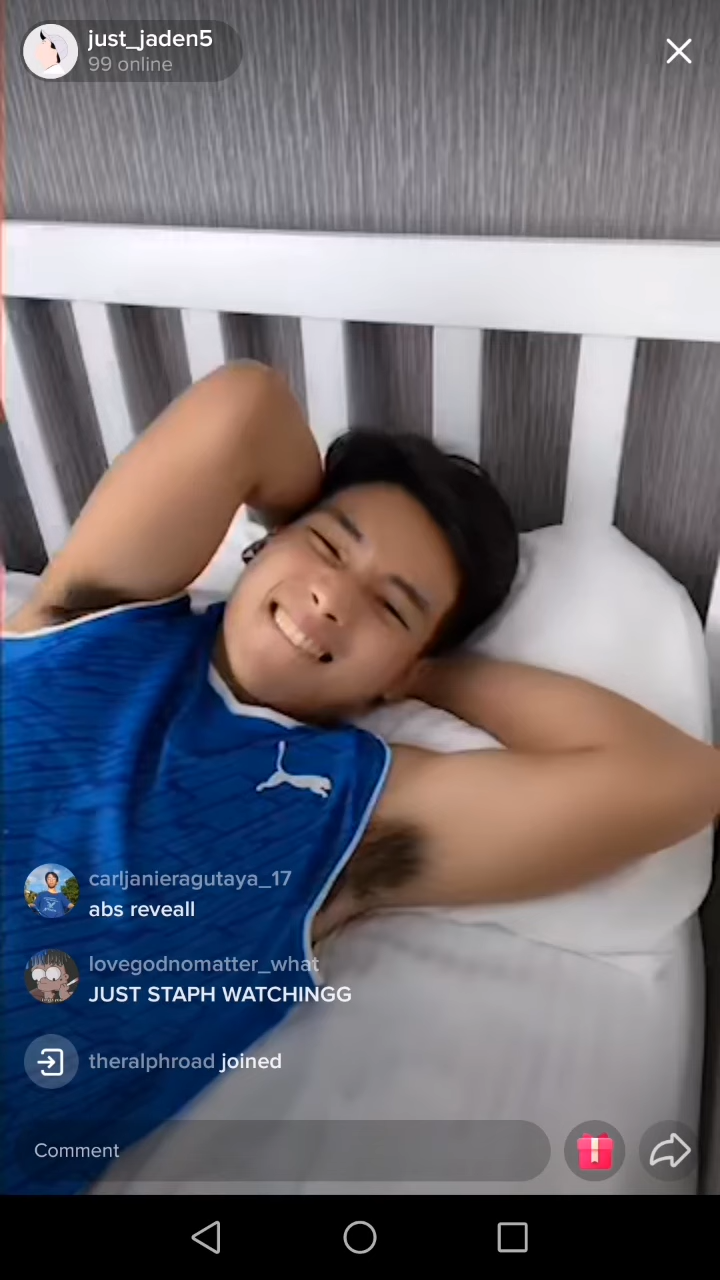 just_jaden5
99 online
carljanieragutaya_17
abs reveall
lovegodnomatter_what
JUST STAPH WATCHINGG
theralphroad joined
Comment